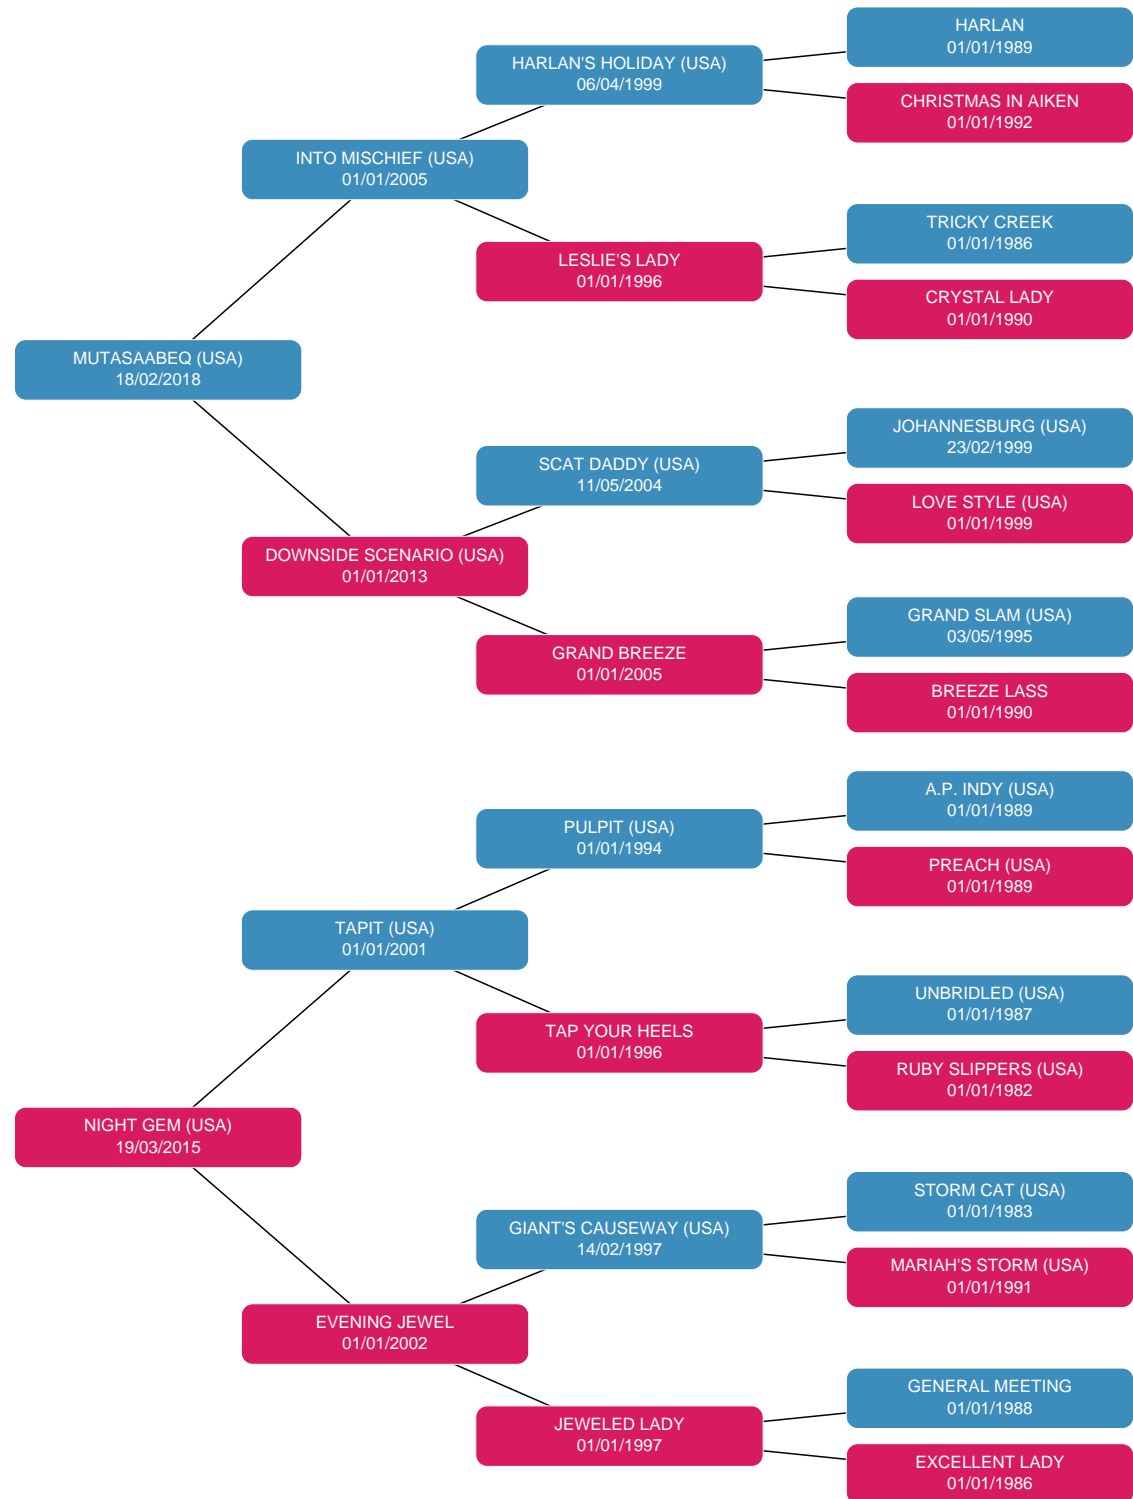 HARLAN
01/01/1989
HARLAN'S HOLIDAY (USA)
06/04/1999
CHRISTMAS IN AIKEN
01/01/1992
INTO MISCHIEF (USA)
01/01/2005
TRICKY CREEK
01/01/1986
LESLIE'S LADY
01/01/1996
CRYSTAL LADY
01/01/1990
MUTASAABEQ (USA)
18/02/2018
JOHANNESBURG (USA)
23/02/1999
SCAT DADDY (USA)
11/05/2004
LOVE STYLE (USA)
01/01/1999
DOWNSIDE SCENARIO (USA)
01/01/2013
GRAND SLAM (USA)
03/05/1995
GRAND BREEZE
01/01/2005
BREEZE LASS
01/01/1990
A.P. INDY (USA)
01/01/1989
PULPIT (USA)
01/01/1994
PREACH (USA)
01/01/1989
TAPIT (USA)
01/01/2001
UNBRIDLED (USA)
01/01/1987
TAP YOUR HEELS
01/01/1996
RUBY SLIPPERS (USA)
01/01/1982
NIGHT GEM (USA)
19/03/2015
STORM CAT (USA)
01/01/1983
GIANT'S CAUSEWAY (USA)
14/02/1997
MARIAH'S STORM (USA)
01/01/1991
EVENING JEWEL
01/01/2002
GENERAL MEETING
01/01/1988
JEWELED LADY
01/01/1997
EXCELLENT LADY
01/01/1986